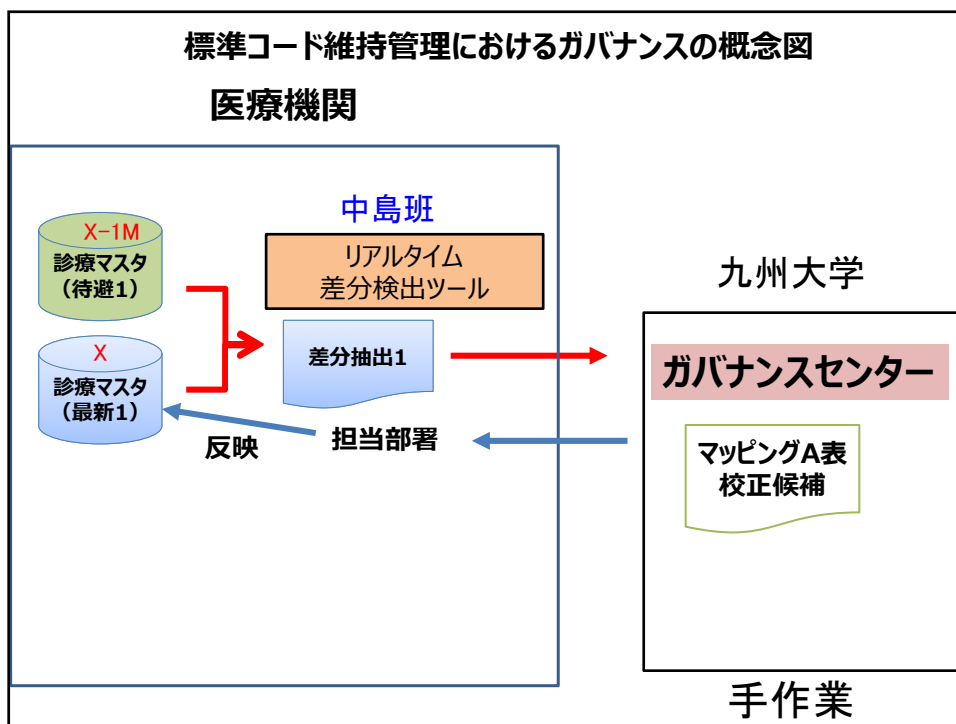 標準コード維持管理におけるガバナンスの概念図
医療機関
中島班
X-1M
診療マスタ
（待避1）
リアルタイム
差分検出ツール
X
診療マスタ
（最新1）
差分抽出1
反映
担当部署
九州大学
ガバナンスセンター
マッピングA表
校正候補
手作業